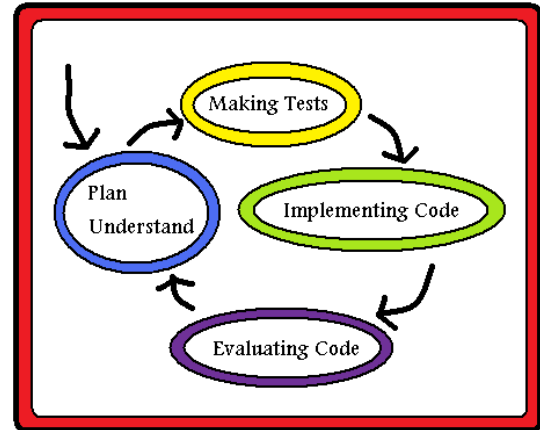 Making Tests
Plan
Understand
Implementing Code
Evaluating Code